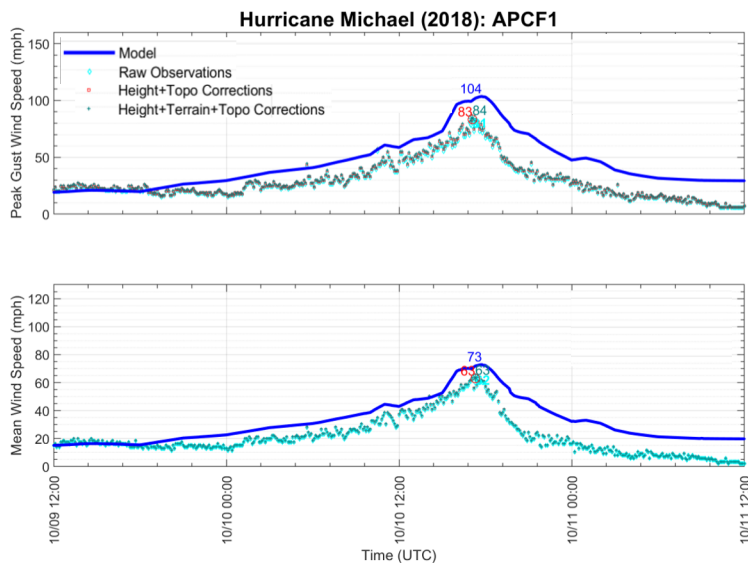 Hurricane Michael (2018): APCF1
Peak Gust Wind Speed (mph)
150
100
50
0
Model
Raw Observations
Height+Topo Corrections
Height+Terrain+Topo Corrections
104
83
84
Mean Wind Speed (mph)
120
100
80
60
40
20
0
73
63
63
10/09 12:00
10/10 00:00
10/10 12:00
10/11 00:00
10/11 12:00
Time (UTC)